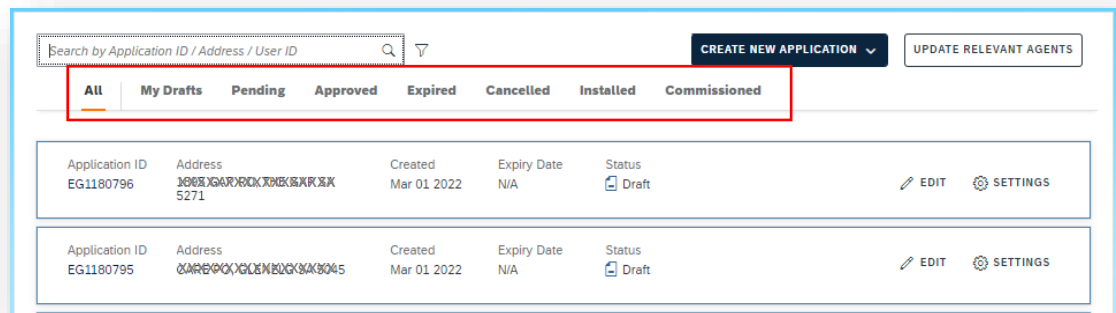 Search by Application ID / Address / User ID
CREATE NEW APPLICATION
UPDATE RELEVANT AGENTS
All My Drafts Pending Approved Expired Cancelled Installed Commissioned
Application ID Address Created Expiry Date Status
EG1180796 Mar 01 2022 N/A Draft EDIT SETTINGS
5271
Application ID Address Created Expiry Date Status
EG1180795 Mar 01 2022 N/A Draft EDIT SETTINGS